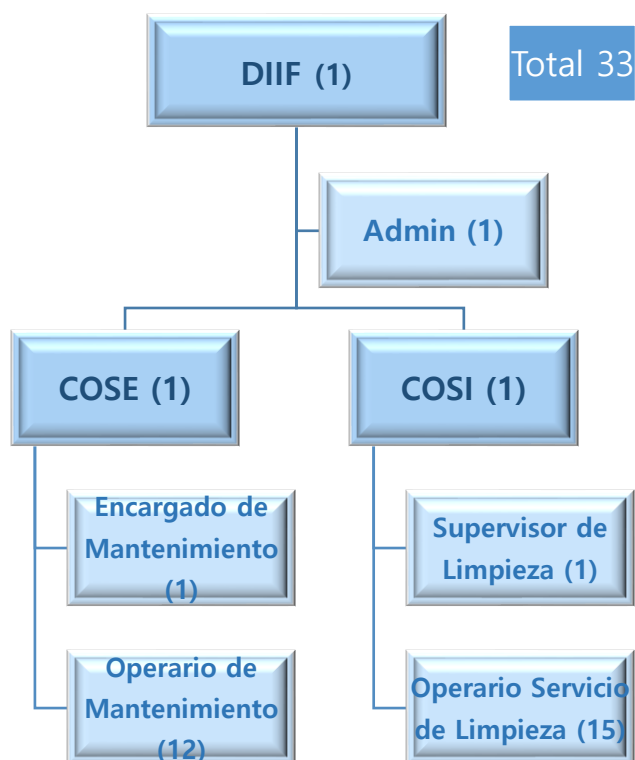 DIIF (1)
Total 33
Admin (1)
COSE (1)
COSI (1)
Encargado de
Mantenimiento
(1)
Supervisor de
Limpieza (1)
Operario de
Mantenimiento
(12)
Operario Servicio
de Limpieza (15)